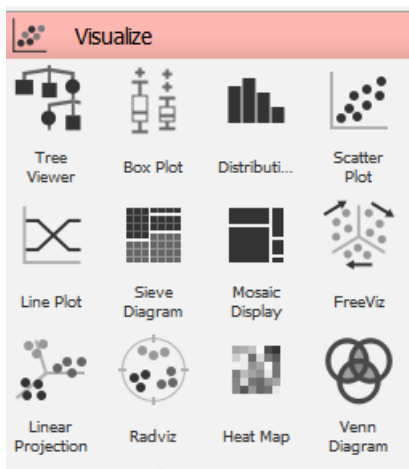 Visualize
Tree
Viewer
Box Plot
Distributi...
Scatter
Plot
Line Plot
Sieve
Diagram
Mosaic
Display
FreeViz
Linear
Projection
Radviz
Heat Map
Venn
Diagram